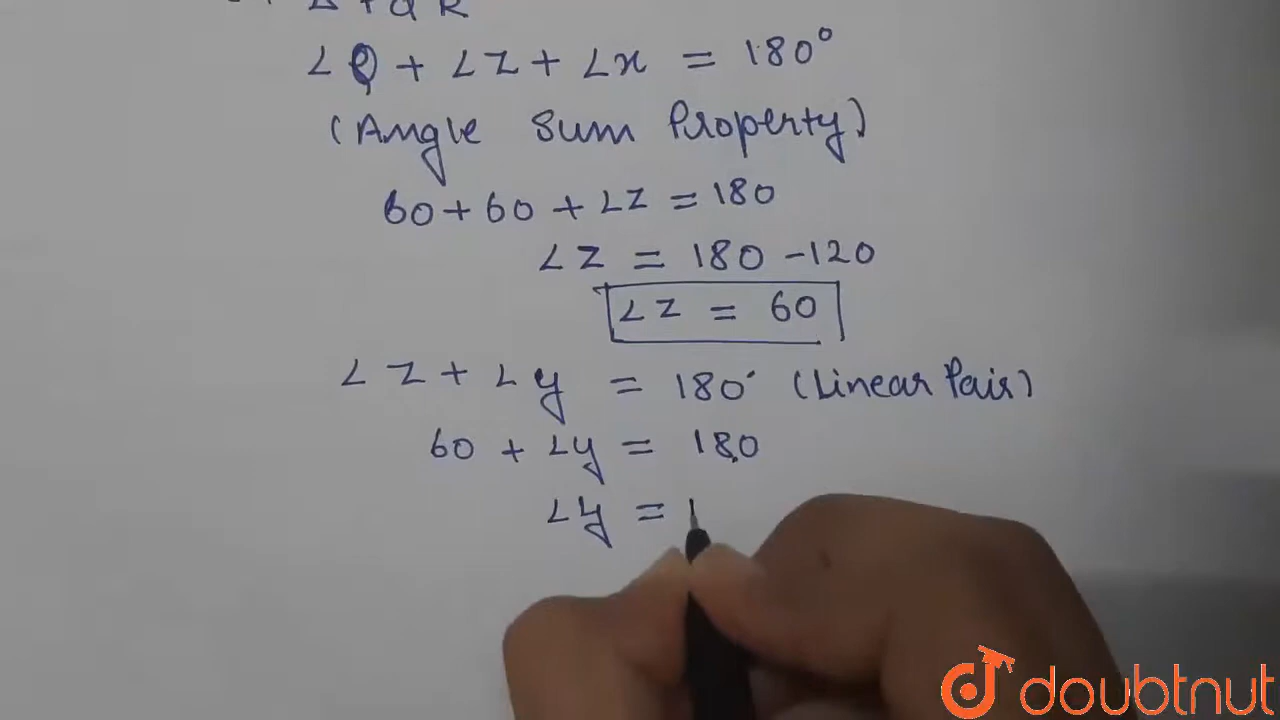 ∠Q + ∠Z + ∠x = 180°
(Angle Sum Property)
60 + 60 + ∠Z = 180
∠Z = 180 - 120
∠Z = 60
∠Z + ∠y = 180° (Linear Pair)
60 + ∠y = 180
∠y = 1
doubtnut